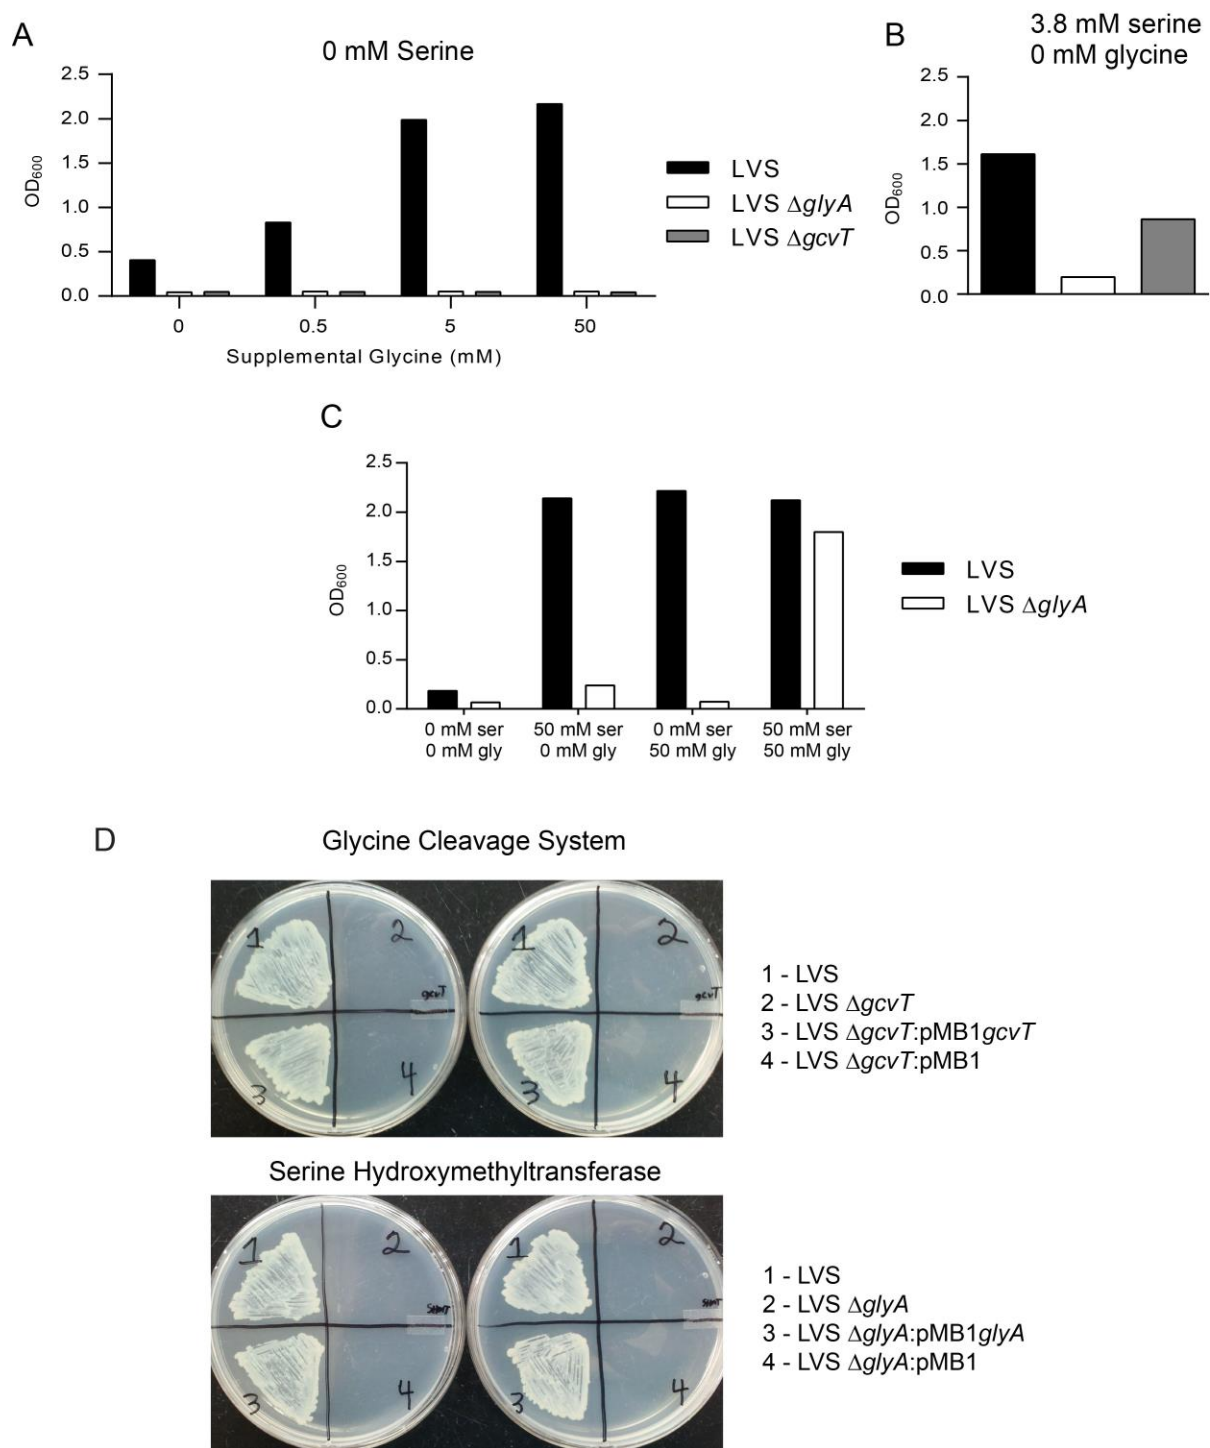 A
0 mM Serine
2.5
2.0
1.5
1.0
0.5
0.0
OD600
0
0.5
5
50
Supplemental Glycine (mM)
LVS
LVS ΔglyA
LVS ΔgcvT
B
3.8 mM serine
0 mM glycine
2.5
2.0
1.5
1.0
0.5
0.0
OD600
C
2.5
2.0
1.5
1.0
0.5
0.0
OD600
0 mM ser
0 mM gly
50 mM ser
0 mM gly
0 mM ser
50 mM gly
50 mM ser
50 mM gly
LVS
LVS ΔglyA
D
Glycine Cleavage System
1
2
gcvT
3
4
1
2
gcvT
3
4
1 - LVS
2 - LVS ΔgcvT
3 - LVS ΔgcvT:pMB1gcvT
4 - LVS ΔgcvT:pMB1
Serine Hydroxymethyltransferase
1
2
SHMT
3
4
1
2
SHMT
3
4
1 - LVS
2 - LVS ΔglyA
3 - LVS ΔglyA:pMB1glyA
4 - LVS ΔglyA:pMB1